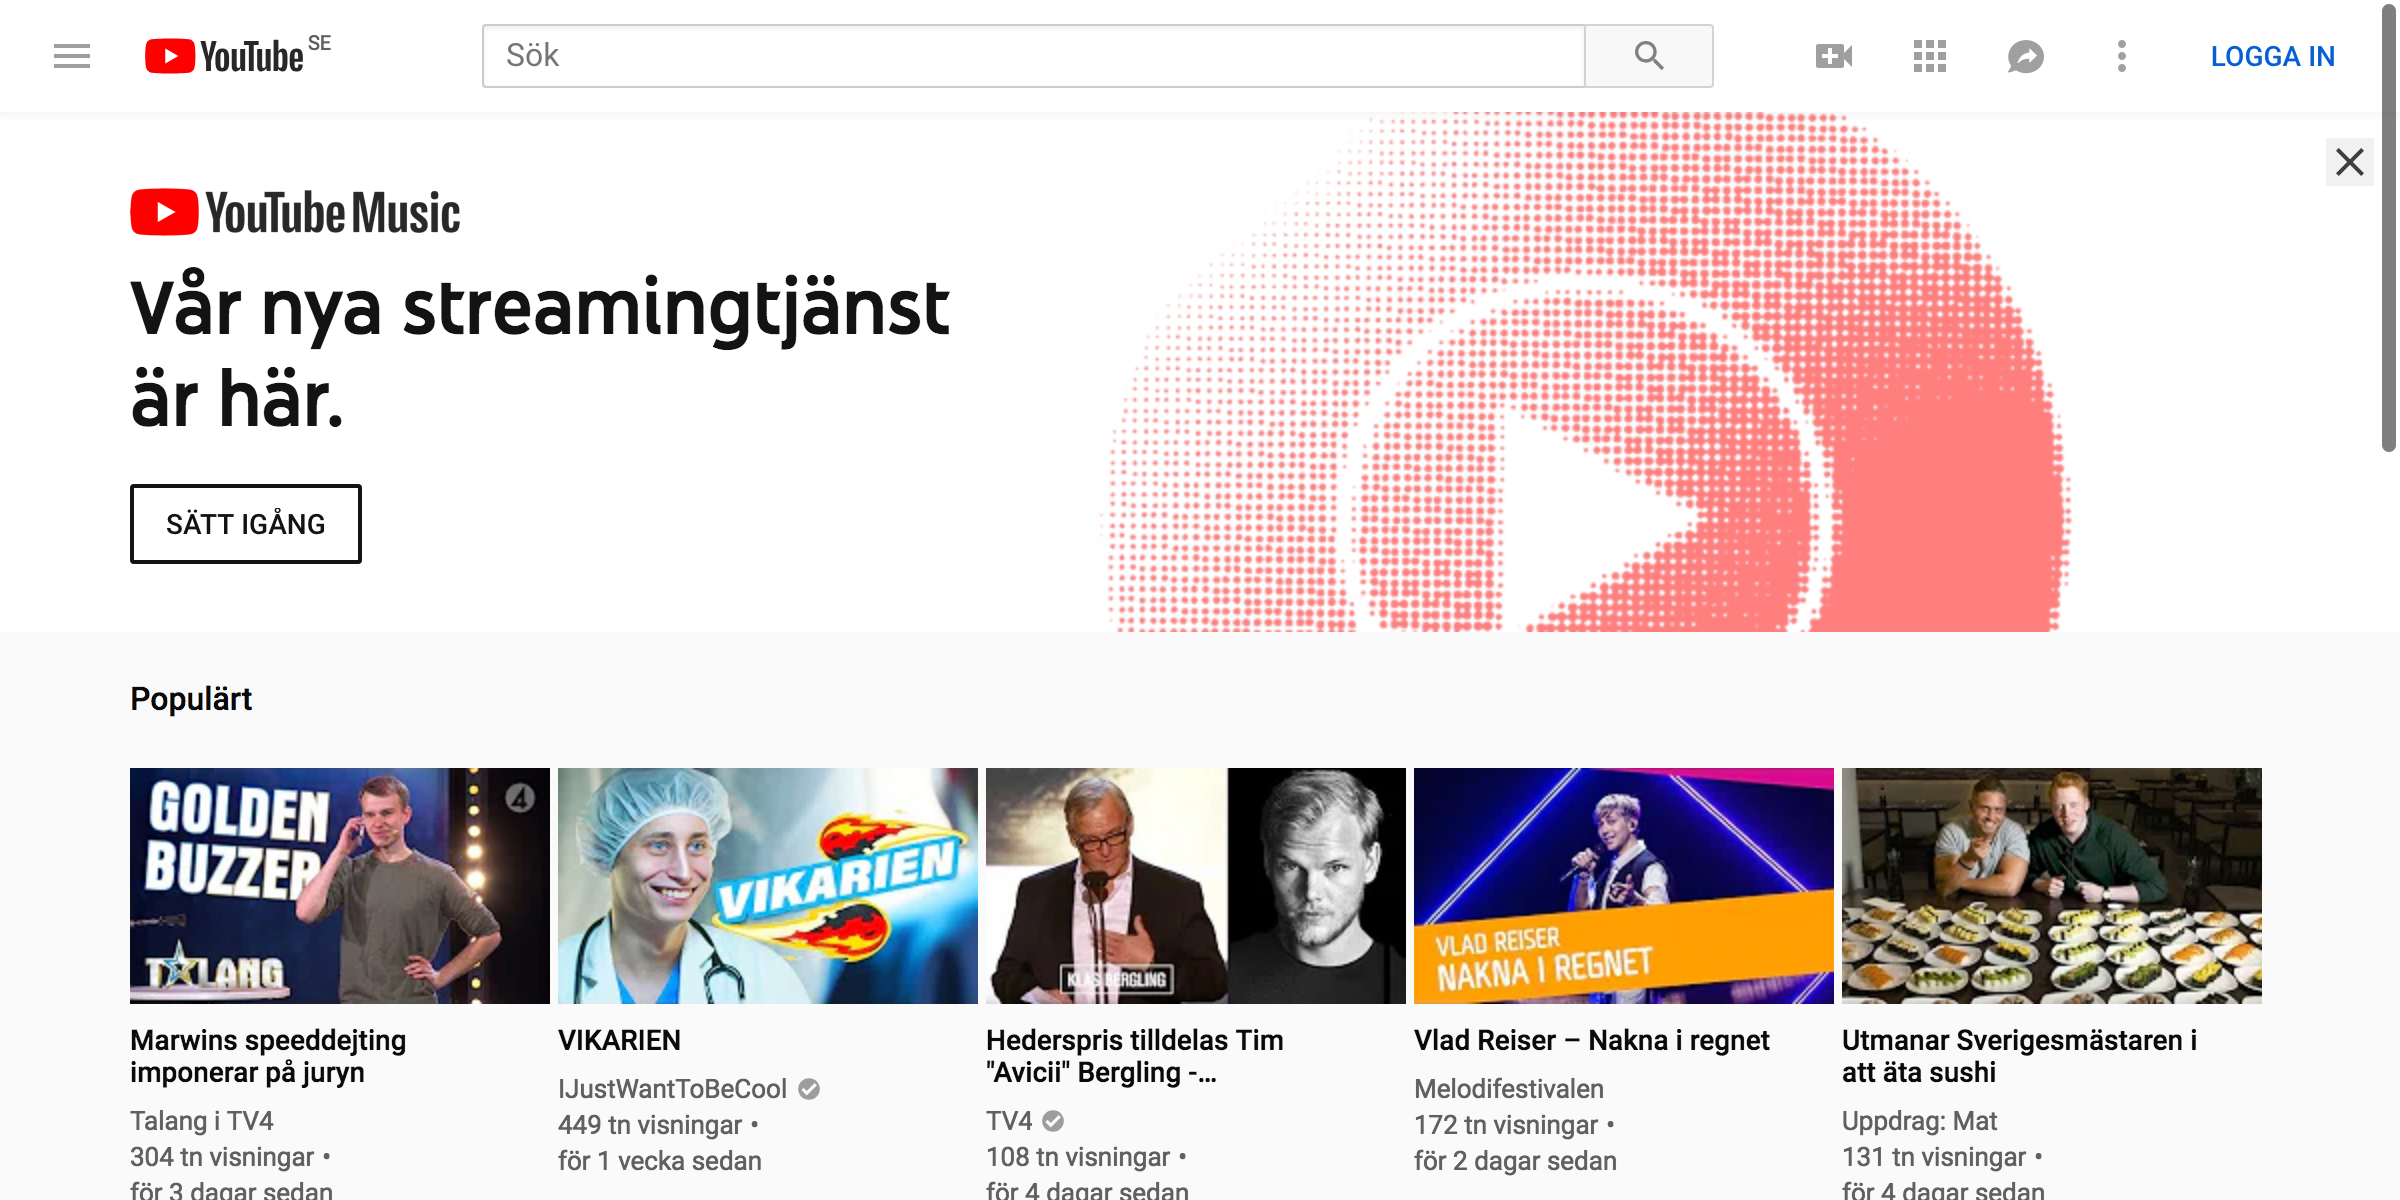 YouTube SE
Sök
LOGGA IN
YouTube Music
Vår nya streamingtjänst
är här.
SÄTT IGÅNG
Populärt
GOLDEN
BUZZER
4
TALANG
VIKARIEN
KLAS BERGLING
VLAD REISER
NAKNA I REGNET
Marwins speeddejting
imponerar på juryn
Talang i TV4
304 tn visningar •
för 3 dagar sedan
VIKARIEN
IJustWantToBeCool
449 tn visningar •
för 1 vecka sedan
Hederspris tilldelas Tim
"Avicii" Bergling -...
TV4
108 tn visningar •
för 4 dagar sedan
Vlad Reiser – Nakna i regnet
Melodifestivalen
172 tn visningar •
för 2 dagar sedan
Utmanar Sverigesmästaren i
att äta sushi
Uppdrag: Mat
131 tn visningar •
för 4 dagar sedan